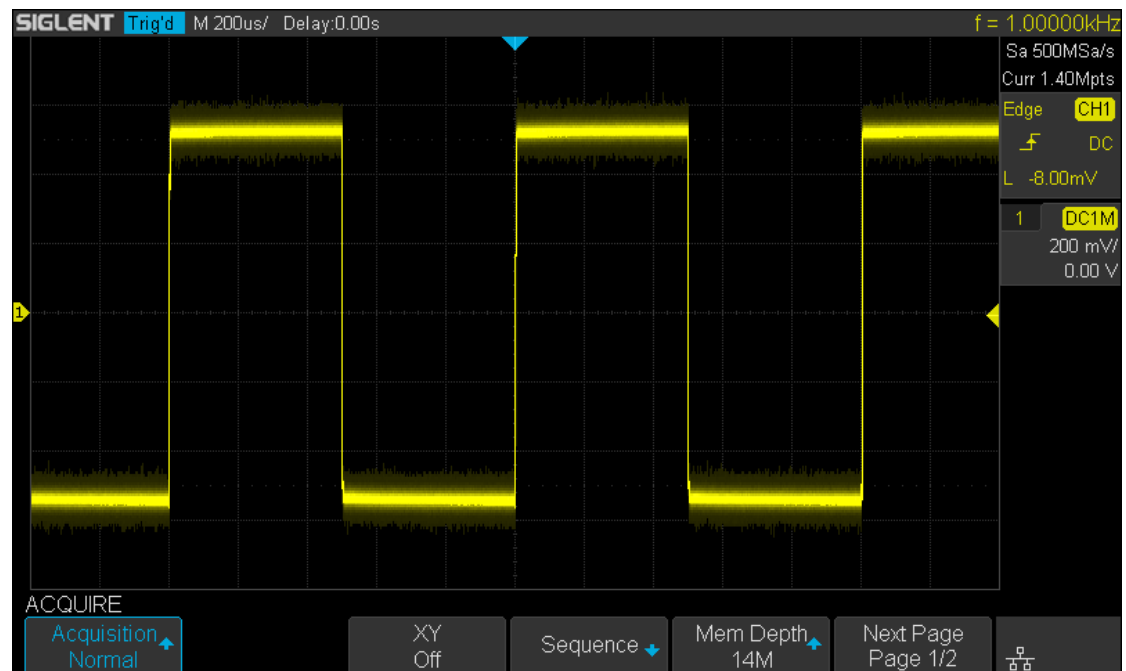 SIGLENT Trig'd M 200us/ Delay:0.00s f = 1.00000kHz
Sa 500MSa/s
Curr 1.40Mpts
Edge CH1
DC
L -8.00mV
1 DC1M
200 mV/
0.00 V
1
ACQUIRE
Acquisition XY Sequence Mem Depth Next Page
Normal Off 14M Page 1/2